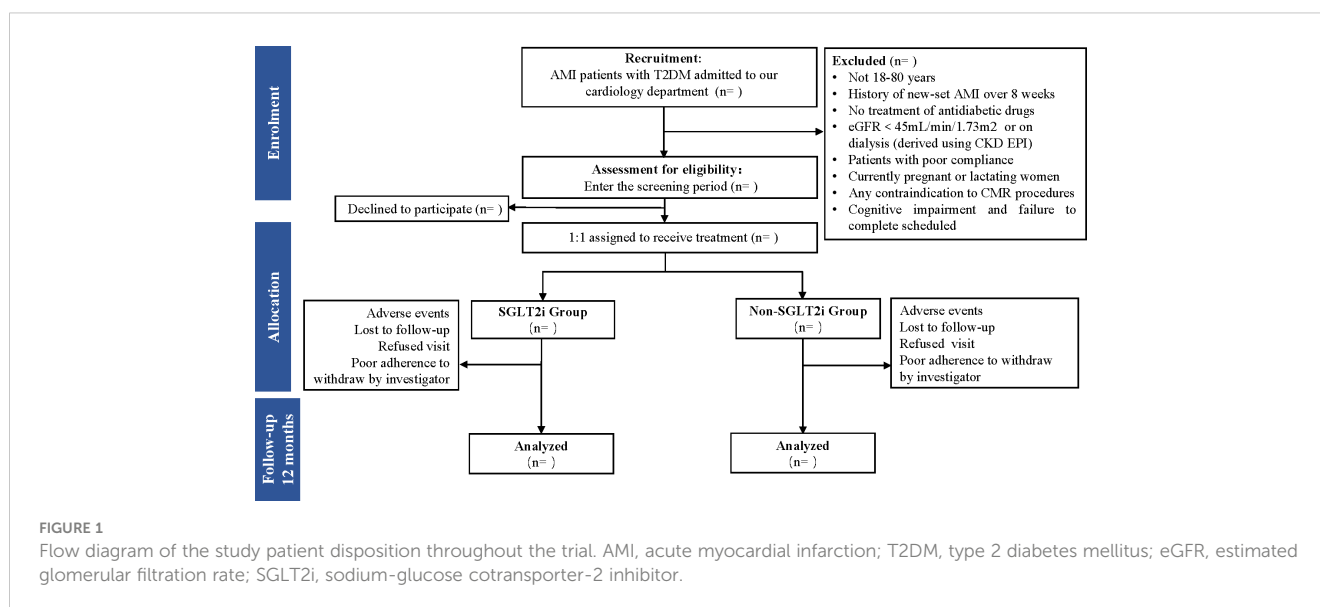 Enrolment
Recruitment:
AMI patients with T2DM admitted to our
cardiology department (n= )
Excluded (n= )
• Not 18-80 years
• History of new-set AMI over 8 weeks
• No treatment of antidiabetic drugs
• eGFR < 45mL/min/1.73m2 or on
dialysis (derived using CKD EPI)
• Patients with poor compliance
• Currently pregnant or lactating women
• Any contraindication to CMR procedures
• Cognitive impairment and failure to
complete scheduled
Assessment for eligibility:
Enter the screening period (n= )
Declined to participate (n= )
Allocation
1:1 assigned to receive treatment (n= )
SGLT2i Group
(n= )
Non-SGLT2i Group
(n= )
Adverse events
Lost to follow-up
Refused visit
Poor adherence to
withdraw by investigator
Adverse events
Lost to follow-up
Refused visit
Poor adherence to withdraw
by investigator
Follow-up
12 months
Analyzed
(n= )
Analyzed
(n= )
FIGURE 1
Flow diagram of the study patient disposition throughout the trial. AMI, acute myocardial infarction; T2DM, type 2 diabetes mellitus; eGFR, estimated
glomerular filtration rate; SGLT2i, sodium-glucose cotransporter-2 inhibitor.